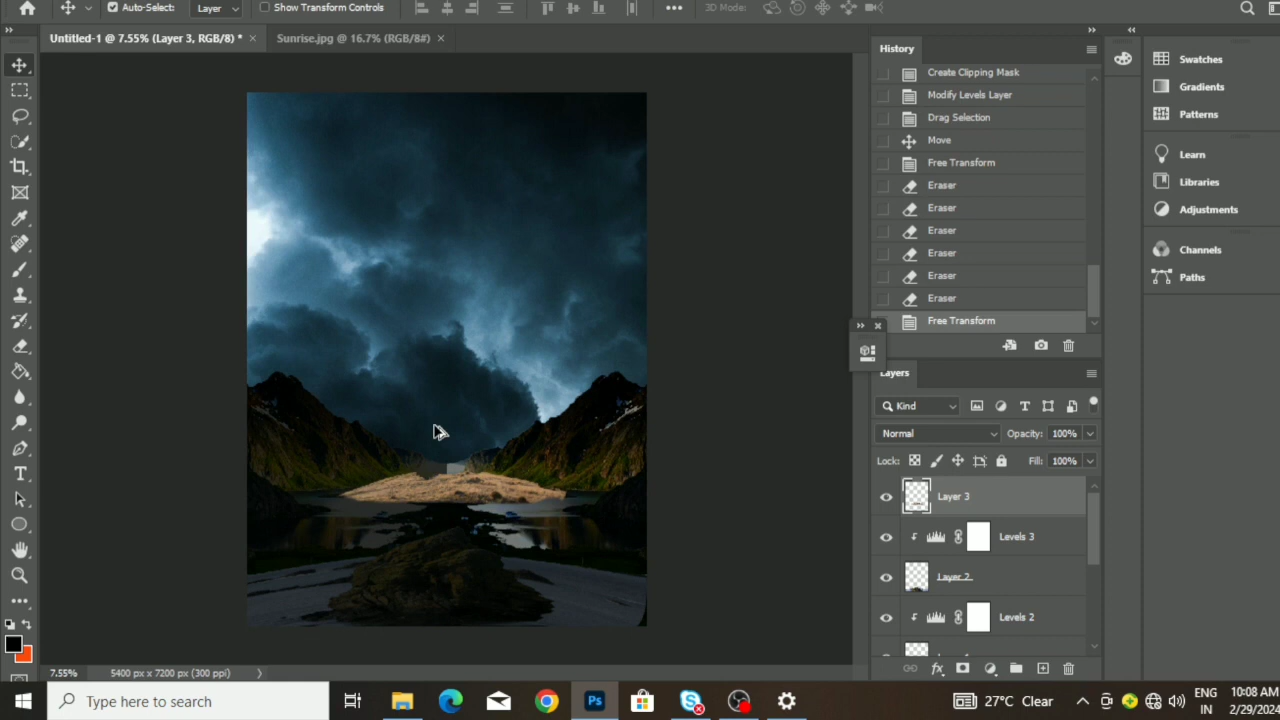 Auto-Select: Layer Show Transform Controls ••• 3D Mode:
Untitled-1 @ 7.55% (Layer 3, RGB/8) * × Sunrise.jpg @ 16.7% (RGB/8#) ×
History
Create Clipping Mask
Modify Levels Layer
Drag Selection
Move
Free Transform
Eraser
Eraser
Eraser
Eraser
Eraser
Eraser
Free Transform
Swatches
Gradients
Patterns
Learn
Libraries
Adjustments
Channels
Paths
Layers
Kind
Normal Opacity: 100%
Lock: Fill: 100%
Layer 3
Levels 3
Layer 2
Levels 2
7.55% 5400 px x 7200 px (300 ppi)
Type here to search
Ps
27°C Clear
ENG
IN
10:08 AM
2/29/2024